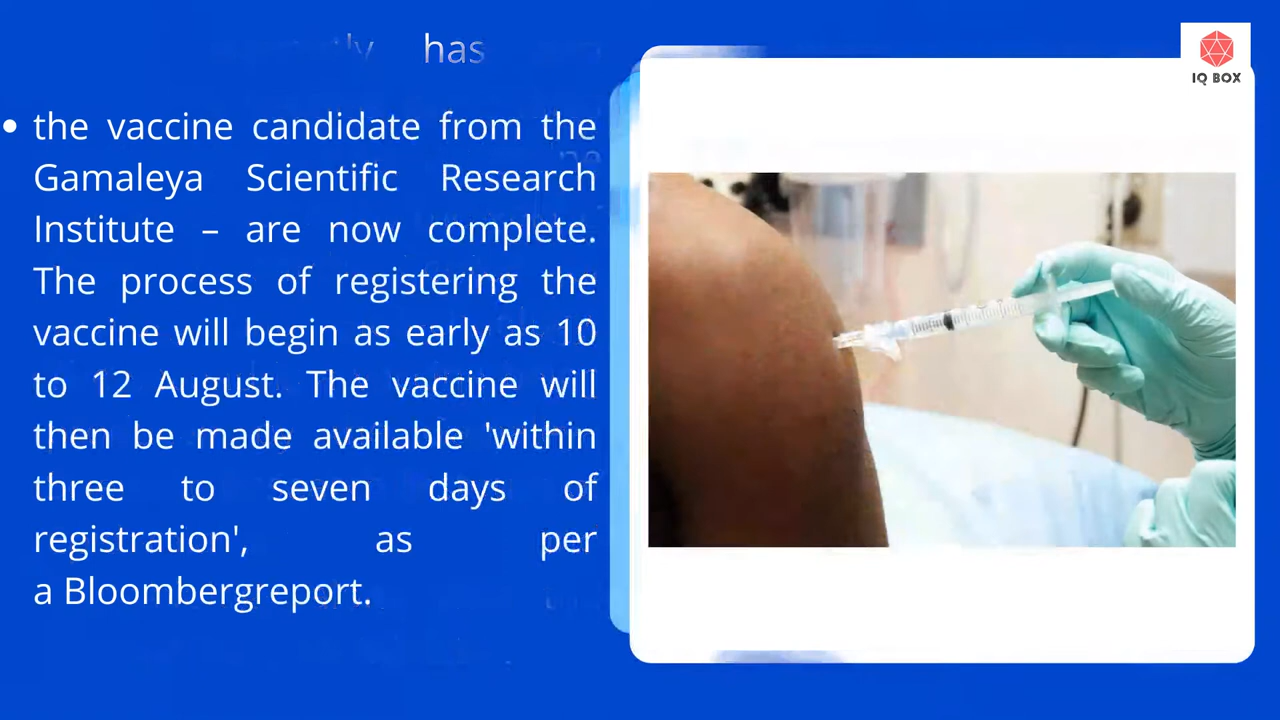 has
• the vaccine candidate from the
Gamaleya Scientific Research
Institute – are now complete.
The process of registering the
vaccine will begin as early as 10
to 12 August. The vaccine will
then be made available 'within
three to seven days of
registration', as per
a Bloombergreport.
IQ BOX